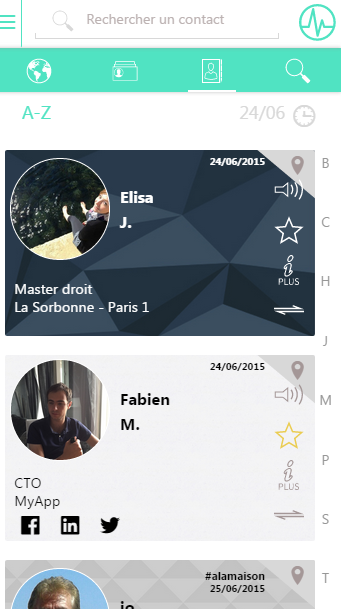 Rechercher un contact
A-Z
24/06
24/06/2015
Elisa
J.
PLUS
Master droit
La Sorbonne - Paris 1
24/06/2015
Fabien
M.
PLUS
CTO
MyApp
#alamaison
25/06/2015
jo
B
C
H
J
M
P
S
T